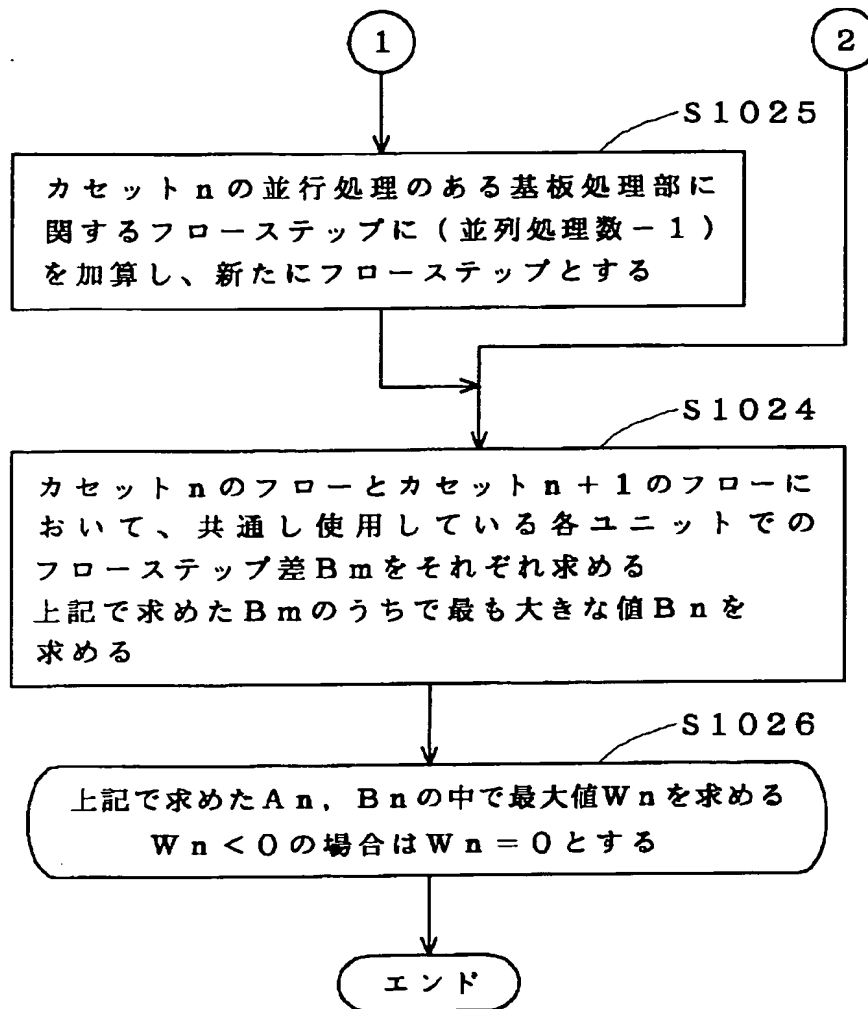 1
2
S1025
カセットnの並行処理のある基板処理部に
関するフローステップに(並列処理数-1)
を加算し、新たにフローステップとする
S1024
カセットnのフローとカセットn+1のフローに
おいて、共通し使用している各ユニットでの
フローステップ差Bmをそれぞれ求める
上記で求めたBmのうちで最も大きな値Bnを
求める
S1026
上記で求めたAn,Bnの中で最大値Wnを求める
Wn<0の場合はWn=0とする
エンド